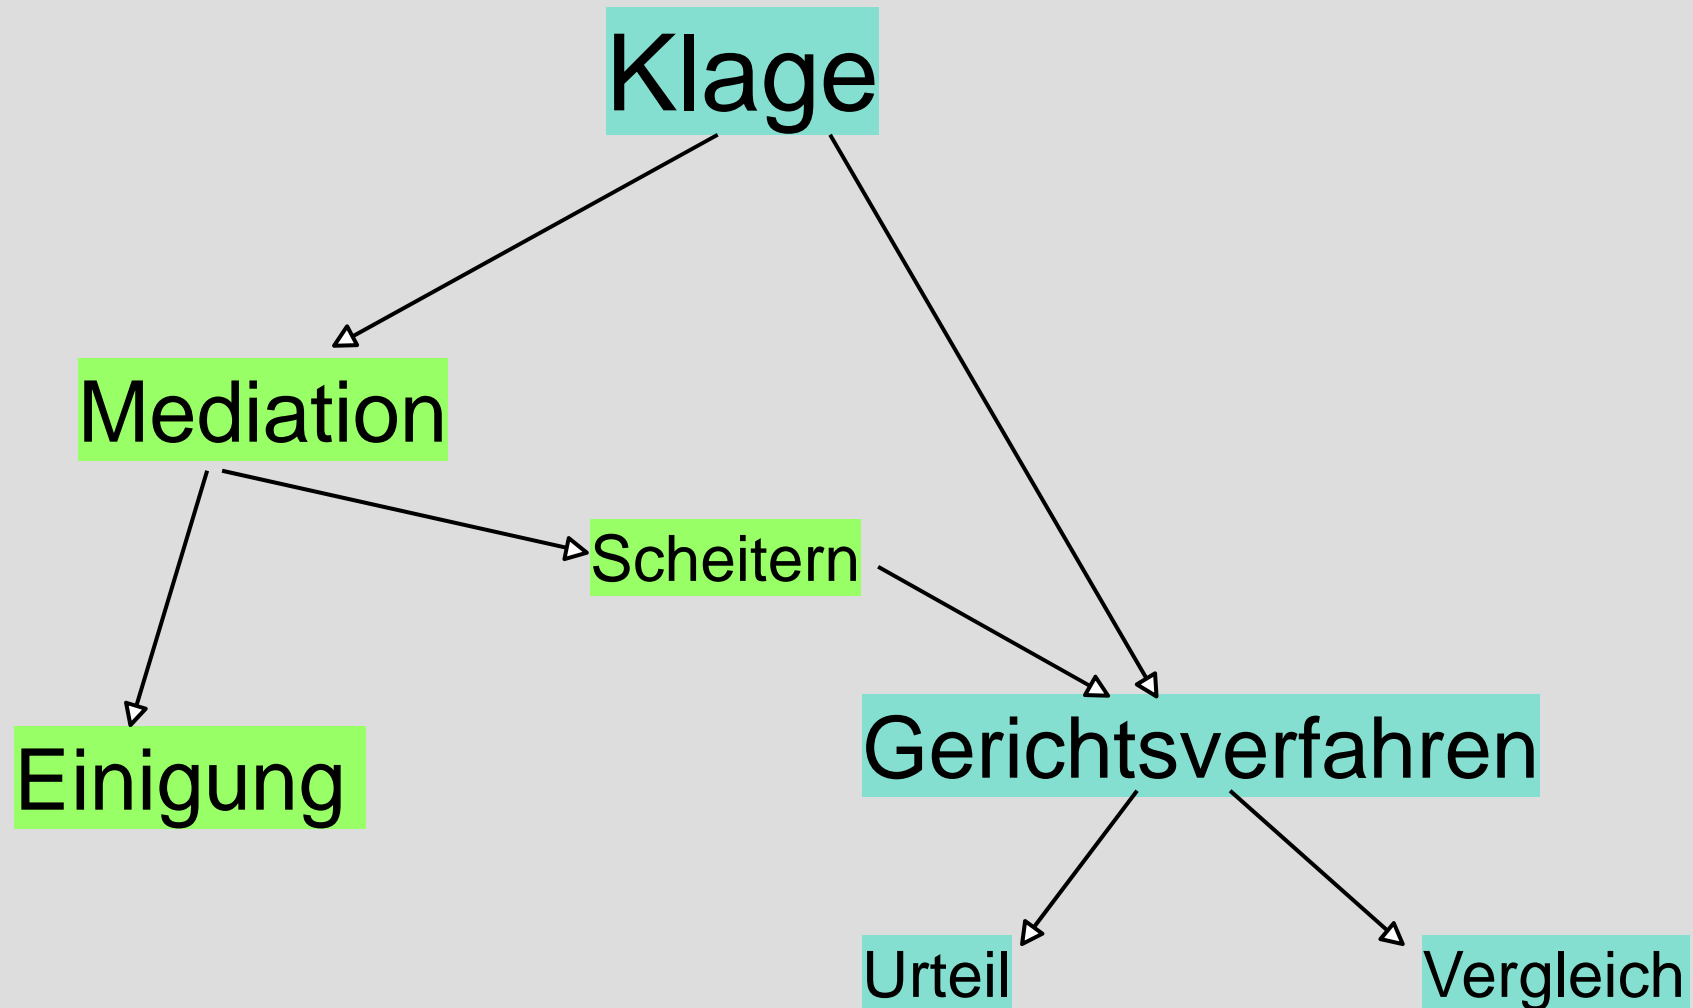 Klage
Mediation
Scheitern
Einigung
Gerichtsverfahren
Urteil
Vergleich